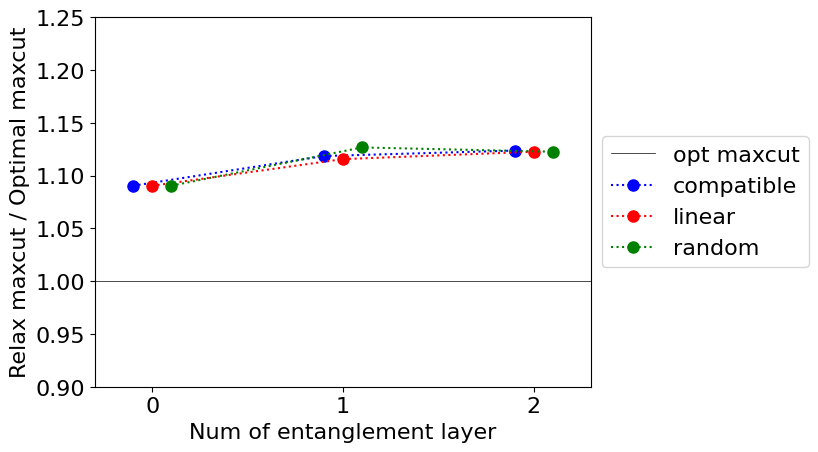 Relax maxcut / Optimal maxcut
1.25
1.20
1.15
1.10
1.05
1.00
0.95
0.90
0
1
2
Num of entanglement layer
opt maxcut
compatible
linear
random